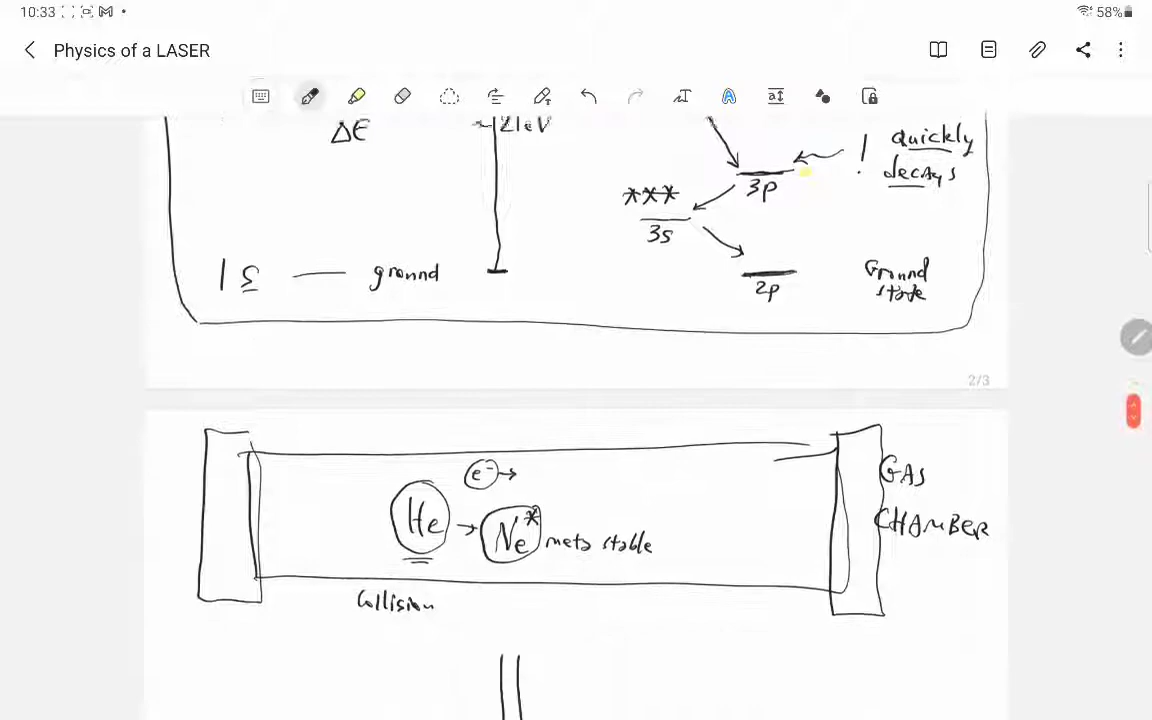 10:33
58%
Physics of a LASER
ΔE
~21eV
! Quickly
decays
3p
***
3s
1s — ground
2p
Ground
state
2/3
e⁻ →
GAS
He → Ne* meta stable
CHAMBER
Collision